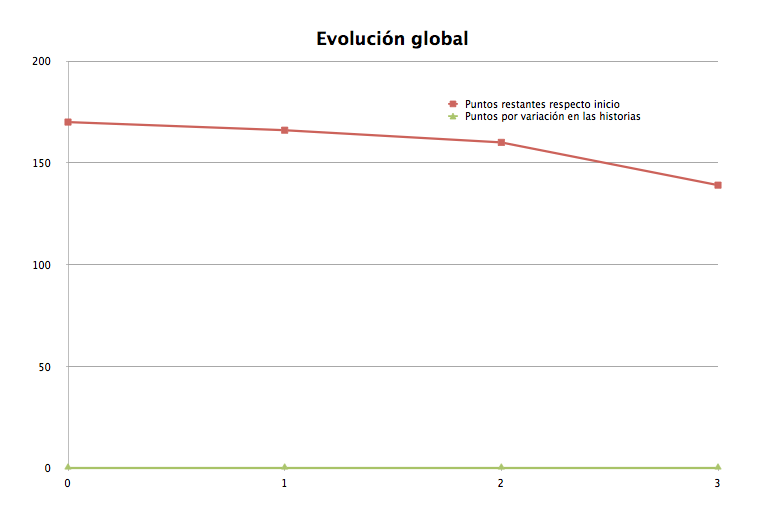 Evolución global
200
Puntos restantes respecto inicio
Puntos por variación en las historias
150
100
50
0
0 1 2 3